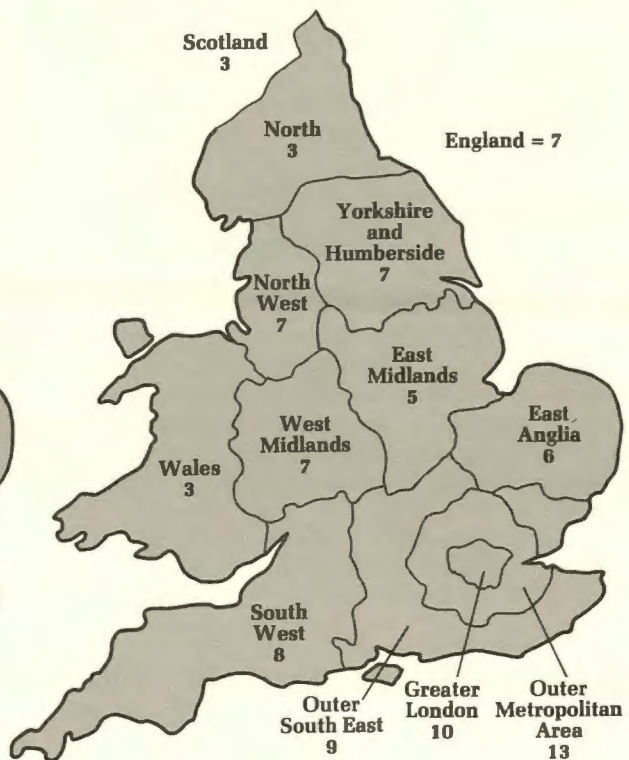 Scotland
3
North
3
England = 7
Yorkshire
and
Humberside
7
North
West
7
East
Midlands
5
East
Anglia
6
West
Midlands
7
Wales
3
South
West
8
Outer
South East
9
Greater
London
10
Outer
Metropolitan
Area
13